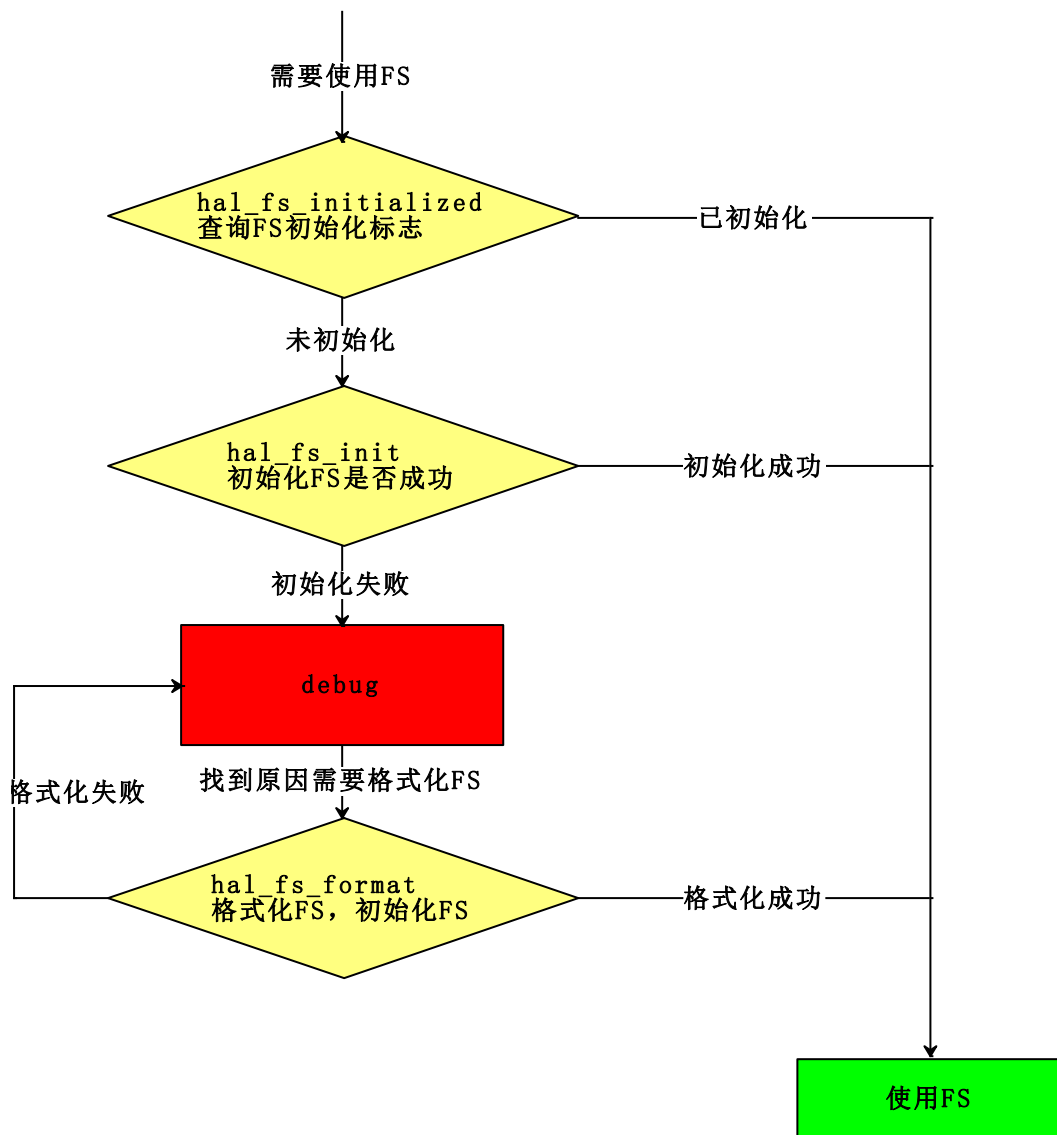 需要使用FS
hal_fs_initialized
查询FS初始化标志
已初始化
未初始化
hal_fs_init
初始化FS是否成功
初始化成功
初始化失败
debug
找到原因需要格式化FS
格式化失败
hal_fs_format
格式化FS，初始化FS
格式化成功
使用FS